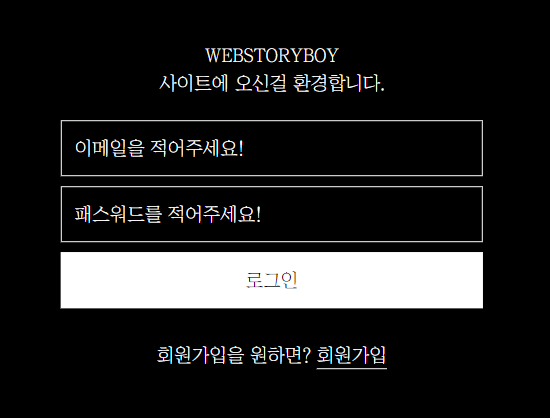 WEBSTORYBOY
사이트에 오신걸 환경합니다.
이메일을 적어주세요!
패스워드를 적어주세요!
로그인
회원가입을 원하면? 회원가입